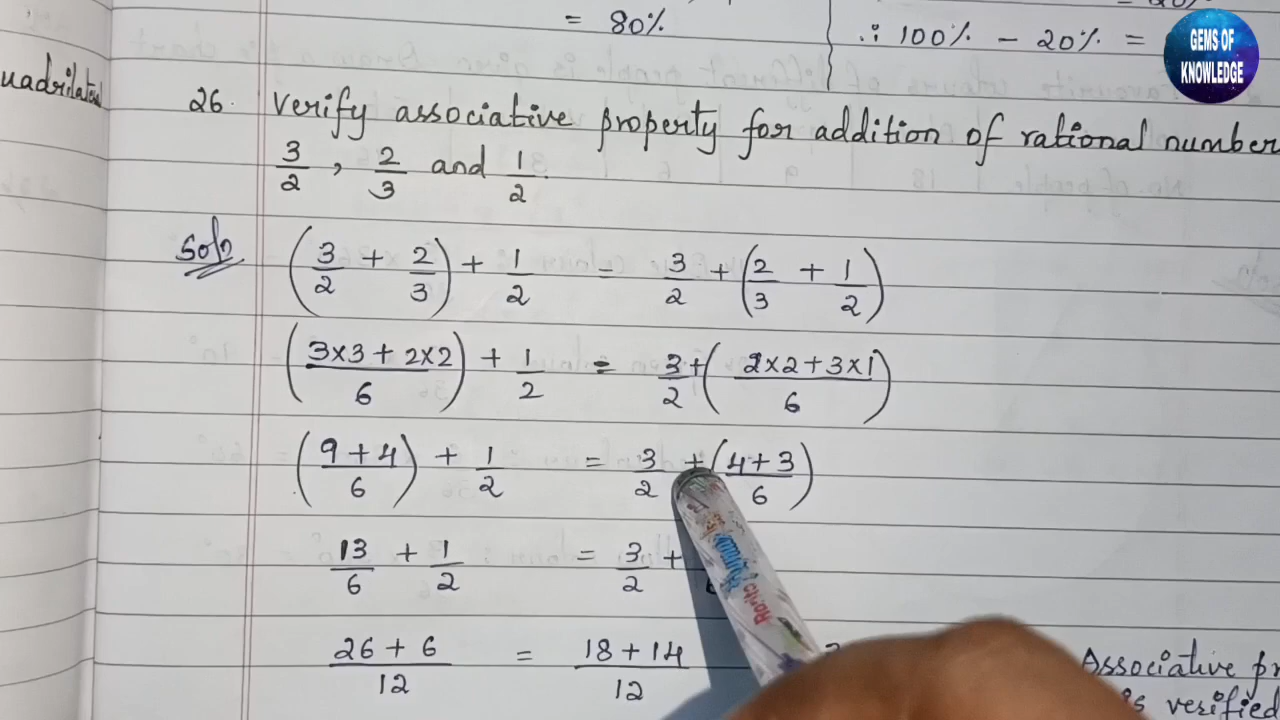 = 80%
∴ 100% - 20% =
GEMS OF
KNOWLEDGE
26. Verify associative property for addition of rational number
3/2 , 2/3 and 1/2.
Soln (3/2 + 2/3) + 1/2 = 3/2 + (2/3 + 1/2)
((3×3 + 2×2)/6) + 1/2 = 3/2 + ((2×2 + 3×1)/6)
((9 + 4)/6) + 1/2 = 3/2 + ((4 + 3)/6)
13/6 + 1/2 = 3/2 +
(26 + 6)/12 = (18 + 14)/12
Associative
is verified